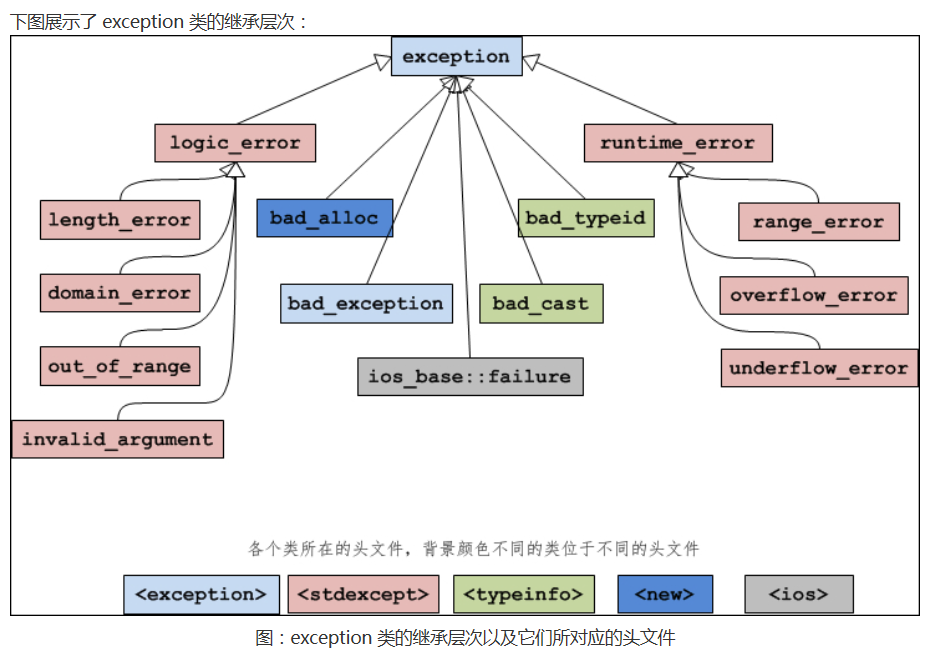 下图展示了 exception 类的继承层次：
exception
logic_error
runtime_error
length_error
bad_alloc
bad_typeid
range_error
domain_error
bad_exception
bad_cast
overflow_error
out_of_range
ios_base::failure
underflow_error
invalid_argument
各个类所在的头文件，背景颜色不同的类位于不同的头文件
<exception> <stdexcept> <typeinfo> <new> <ios>
图：exception 类的继承层次以及它们所对应的头文件